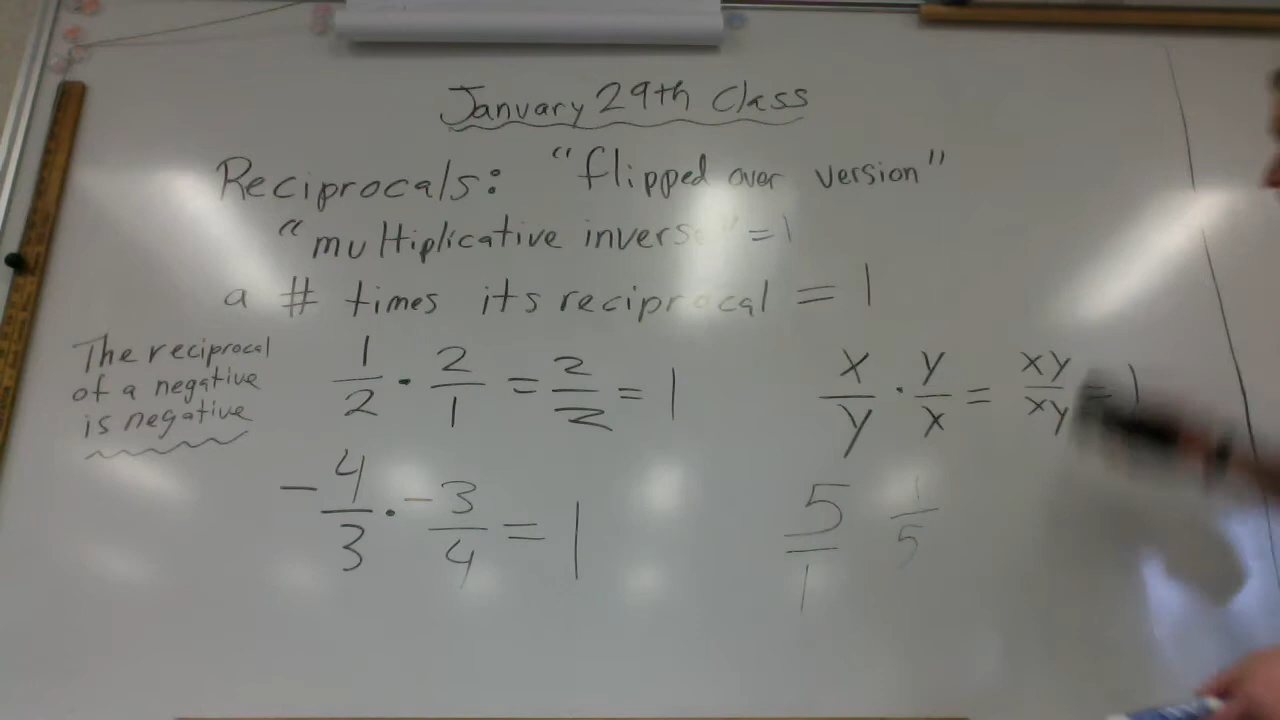 January 29th Class
Reciprocals: "flipped over version"
"multiplicative inverse" = 1
a # times its reciprocal = 1
The reciprocal
of a negative
is negative
1/2 · 2/1 = 2/2 = 1
x/y · y/x = xy/xy = 1
-4/3 · -3/4 = 1
5/1 1/5